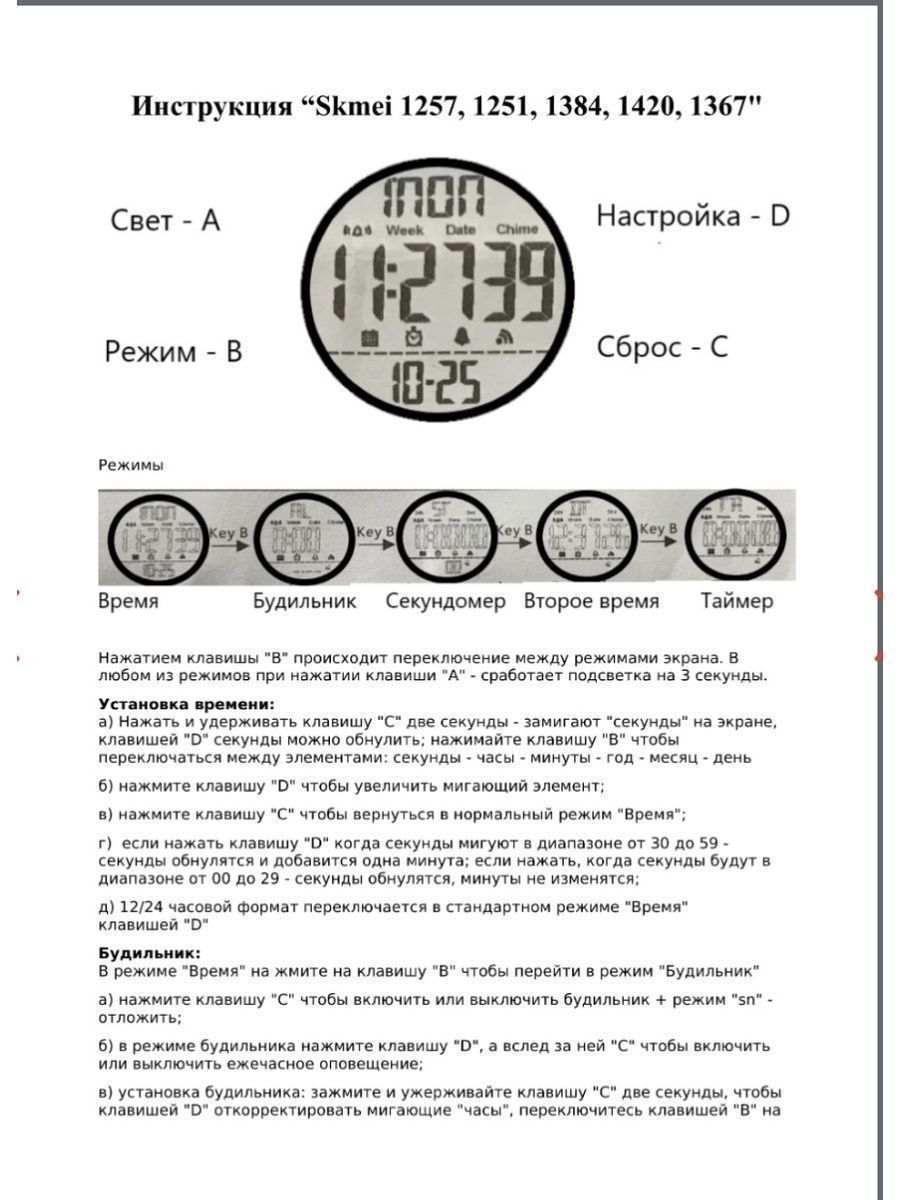 Инструкция “Skmei 1257, 1251, 1384, 1420, 1367"
Свет - A
Настройка - D
Режим - B
Сброс - C
MON
Week Date Chime
11:27 39
10-25
Режимы
Key B Key B Key B Key B
Время Будильник Секундомер Второе время Таймер
Нажатием клавишы "B" происходит переключение между режимами экрана. В
любом из режимов при нажатии клавиши "A" - сработает подсветка на 3 секунды.
Установка времени:
а) Нажать и удерживать клавишу "C" две секунды - замигают "секунды" на экране,
клавишей "D" секунды можно обнулить; нажимайте клавишу "B" чтобы
переключаться между элементами: секунды - часы - минуты - год - месяц - день
б) нажмите клавишу "D" чтобы увеличить мигающий элемент;
в) нажмите клавишу "C" чтобы вернуться в нормальный режим "Время";
г) если нажать клавишу "D" когда секунды мигуют в диапазоне от 30 до 59 -
секунды обнулятся и добавится одна минута; если нажать, когда секунды будут в
диапазоне от 00 до 29 - секунды обнулятся, минуты не изменятся;
д) 12/24 часовой формат переключается в стандартном режиме "Время"
клавишей "D"
Будильник:
В режиме "Время" на жмите на клавишу "B" чтобы перейти в режим "Будильник"
а) нажмите клавишу "C" чтобы включить или выключить будильник + режим "sn" -
отложить;
б) в режиме будильника нажмите клавишу "D", а вслед за ней "C" чтобы включить
или выключить ежечасное оповещение;
в) установка будильника: зажмите и ужерживайте клавишу "C" две секунды, чтобы
клавишей "D" откорректировать мигающие "часы", переключитесь клавишей "B" на